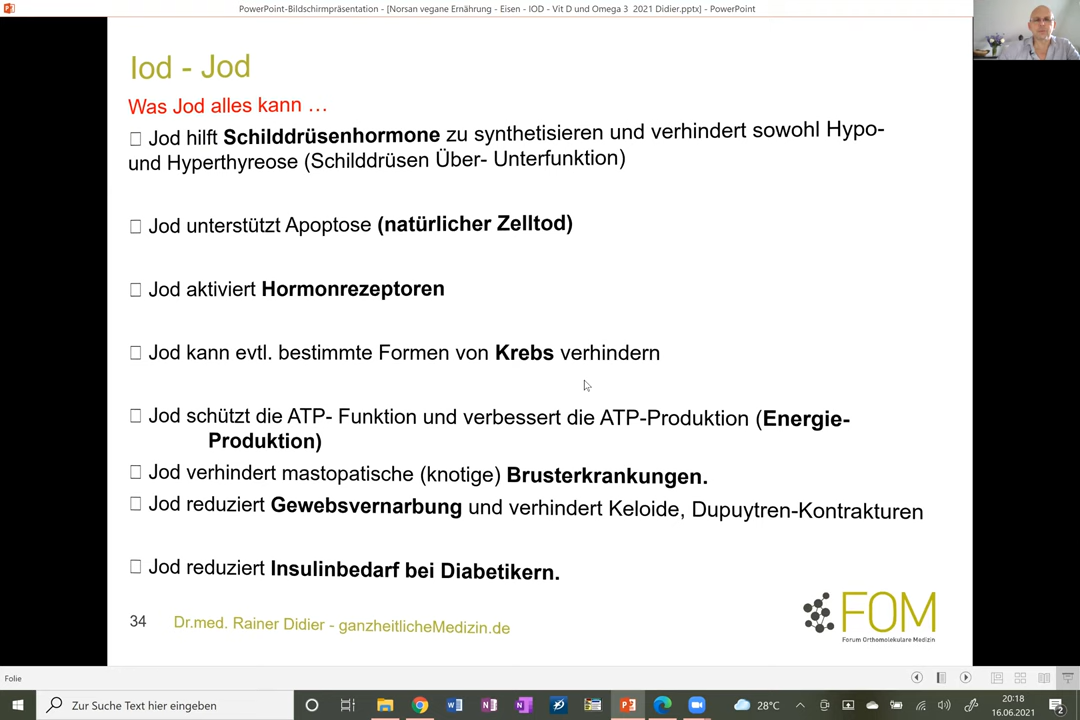 PowerPoint-Bildschirmpräsentation - [Norsan vegane Ernährung - Eisen - IOD - Vit D und Omega 3 2021 Didier.pptx] - PowerPoint
Iod - Jod
Was Jod alles kann …
Jod hilft Schilddrüsenhormone zu synthetisieren und verhindert sowohl Hypo-
und Hyperthyreose (Schilddrüsen Über- Unterfunktion)
Jod unterstützt Apoptose (natürlicher Zelltod)
Jod aktiviert Hormonrezeptoren
Jod kann evtl. bestimmte Formen von Krebs verhindern
Jod schützt die ATP- Funktion und verbessert die ATP-Produktion (Energie-
Produktion)
Jod verhindert mastopatische (knotige) Brusterkrankungen.
Jod reduziert Gewebsvernarbung und verhindert Keloide, Dupuytren-Kontrakturen
Jod reduziert Insulinbedarf bei Diabetikern.
34 Dr.med. Rainer Didier - ganzheitlicheMedizin.de
FOM
Forum Orthomolekulare Medizin
Folie
Zur Suche Text hier eingeben
28°C
20:18
16.06.2021
2